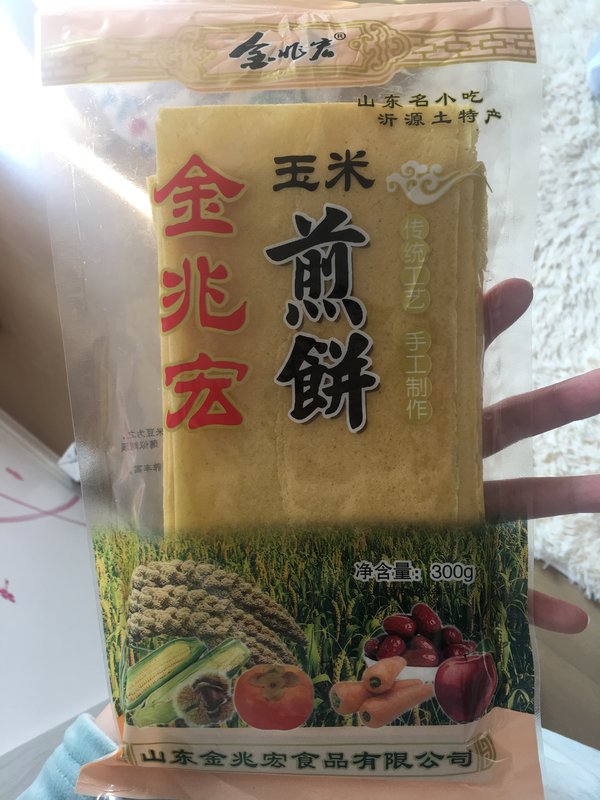 金兆宏®
山东名小吃
沂源土特产
玉米
煎餅
金兆宏
传统工艺 手工制作
净含量：300g
山东金兆宏食品有限公司